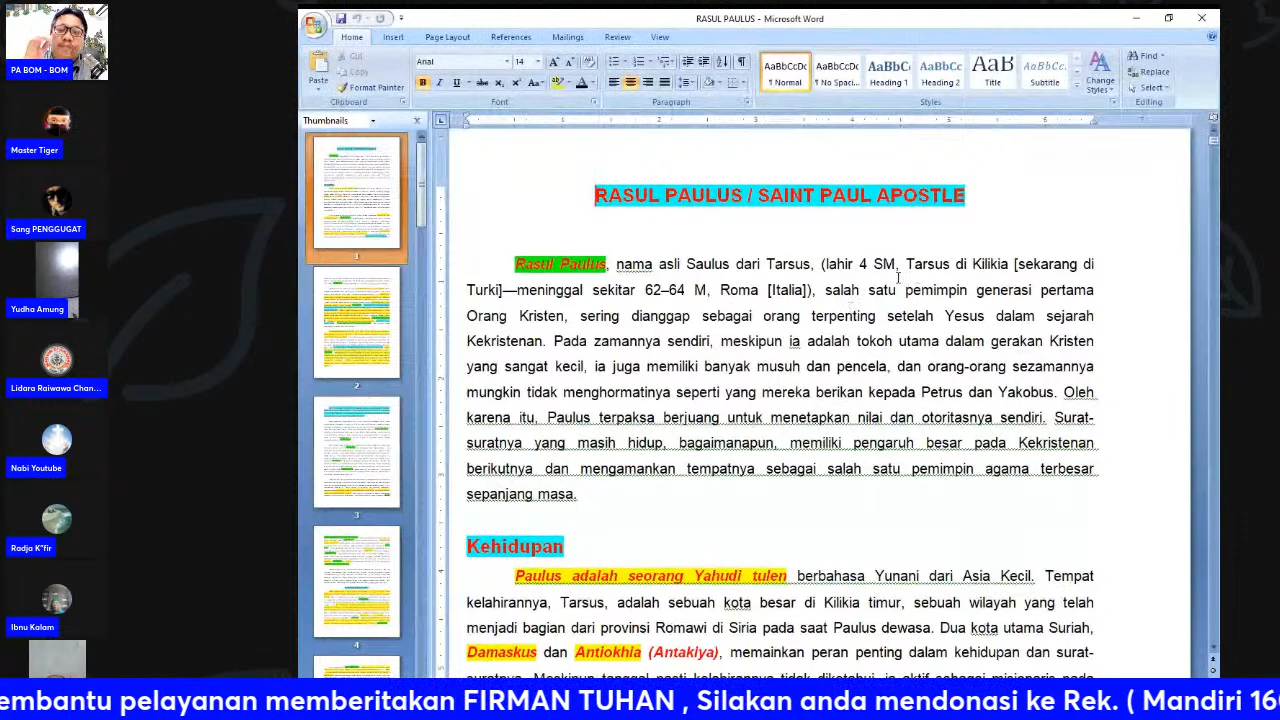 RASUL PAULUS - Microsoft Word
Home Insert Page Layout References Mailings Review View
Paste
Cut
Copy
Format Painter
Clipboard
Arial 14
Font
Paragraph
AaBbCcDc AaBbCcDc AaBbC AaBbCc AaB AaBbCc.
¶ Normal ¶ No Spaci... Heading 1 Heading 2 Title Subtitle
Change
Styles
Styles
Find
Replace
Select
Editing
Thumbnails
1
2
3
4
PA BOM - BOM
Master Tiger
Sang PENGGUGAT
Yudha Amung
Lidara Raiwawa Chan...
Nabi Youtube
Radja K"fir
Ibnu Kalam
RASUL PAULUS / SAINT PAUL APOSTLE
Rasul Paulus, nama asli Saulus dari Tarsus, (lahir 4 SM, Tarsus di Kilikia [sekarang di
Turki]—meninggal sekitar 62–64 M, Roma [Italia]), salah satu pemimpin generasi pertama
Orang Kristen, sering dianggap sebagai orang terpenting setelah Yesus dalam sejarah
Kekristenan. Pada zamannya sendiri, meskipun ia adalah tokoh utama dalam gerakan Kristen
yang sangat kecil, ia juga memiliki banyak musuh dan pencela, dan orang-orang sezamannya
mungkin tidak menghormatinya seperti yang mereka berikan kepada Petrus dan Yakobus. Oleh
karena itu, Paulus terpaksa berjuang untuk menetapkan nilai dan otoritasnya sendiri. Surat-
suratnya yang masih hidup, bagaimanapun, memiliki pengaruh besar pada kekristenan
berikutnya dan mengamankan tempatnya sebagai salah satu pemimpin agama terbesar
sepanjang masa.
Kehidupan
Paulus adalah seorang Yahudi tulen berbahasa Yunani dari Asia Kecil. Tempat
kelahirannya, Tarsus, adalah sebuah kota besar di Kilikia timur, sebuah wilayah yang telah
menjadi bagian dari provinsi Romawi di Siria pada saat Paulus dewasa. Dua kota utama Suriah,
Damaskus dan Antiokhia (Antakiya), memainkan peran penting dalam kehidupan dan surat-
embantu pelayanan memberitakan FIRMAN TUHAN , Silakan anda mendonasi ke Rek. ( Mandiri 16